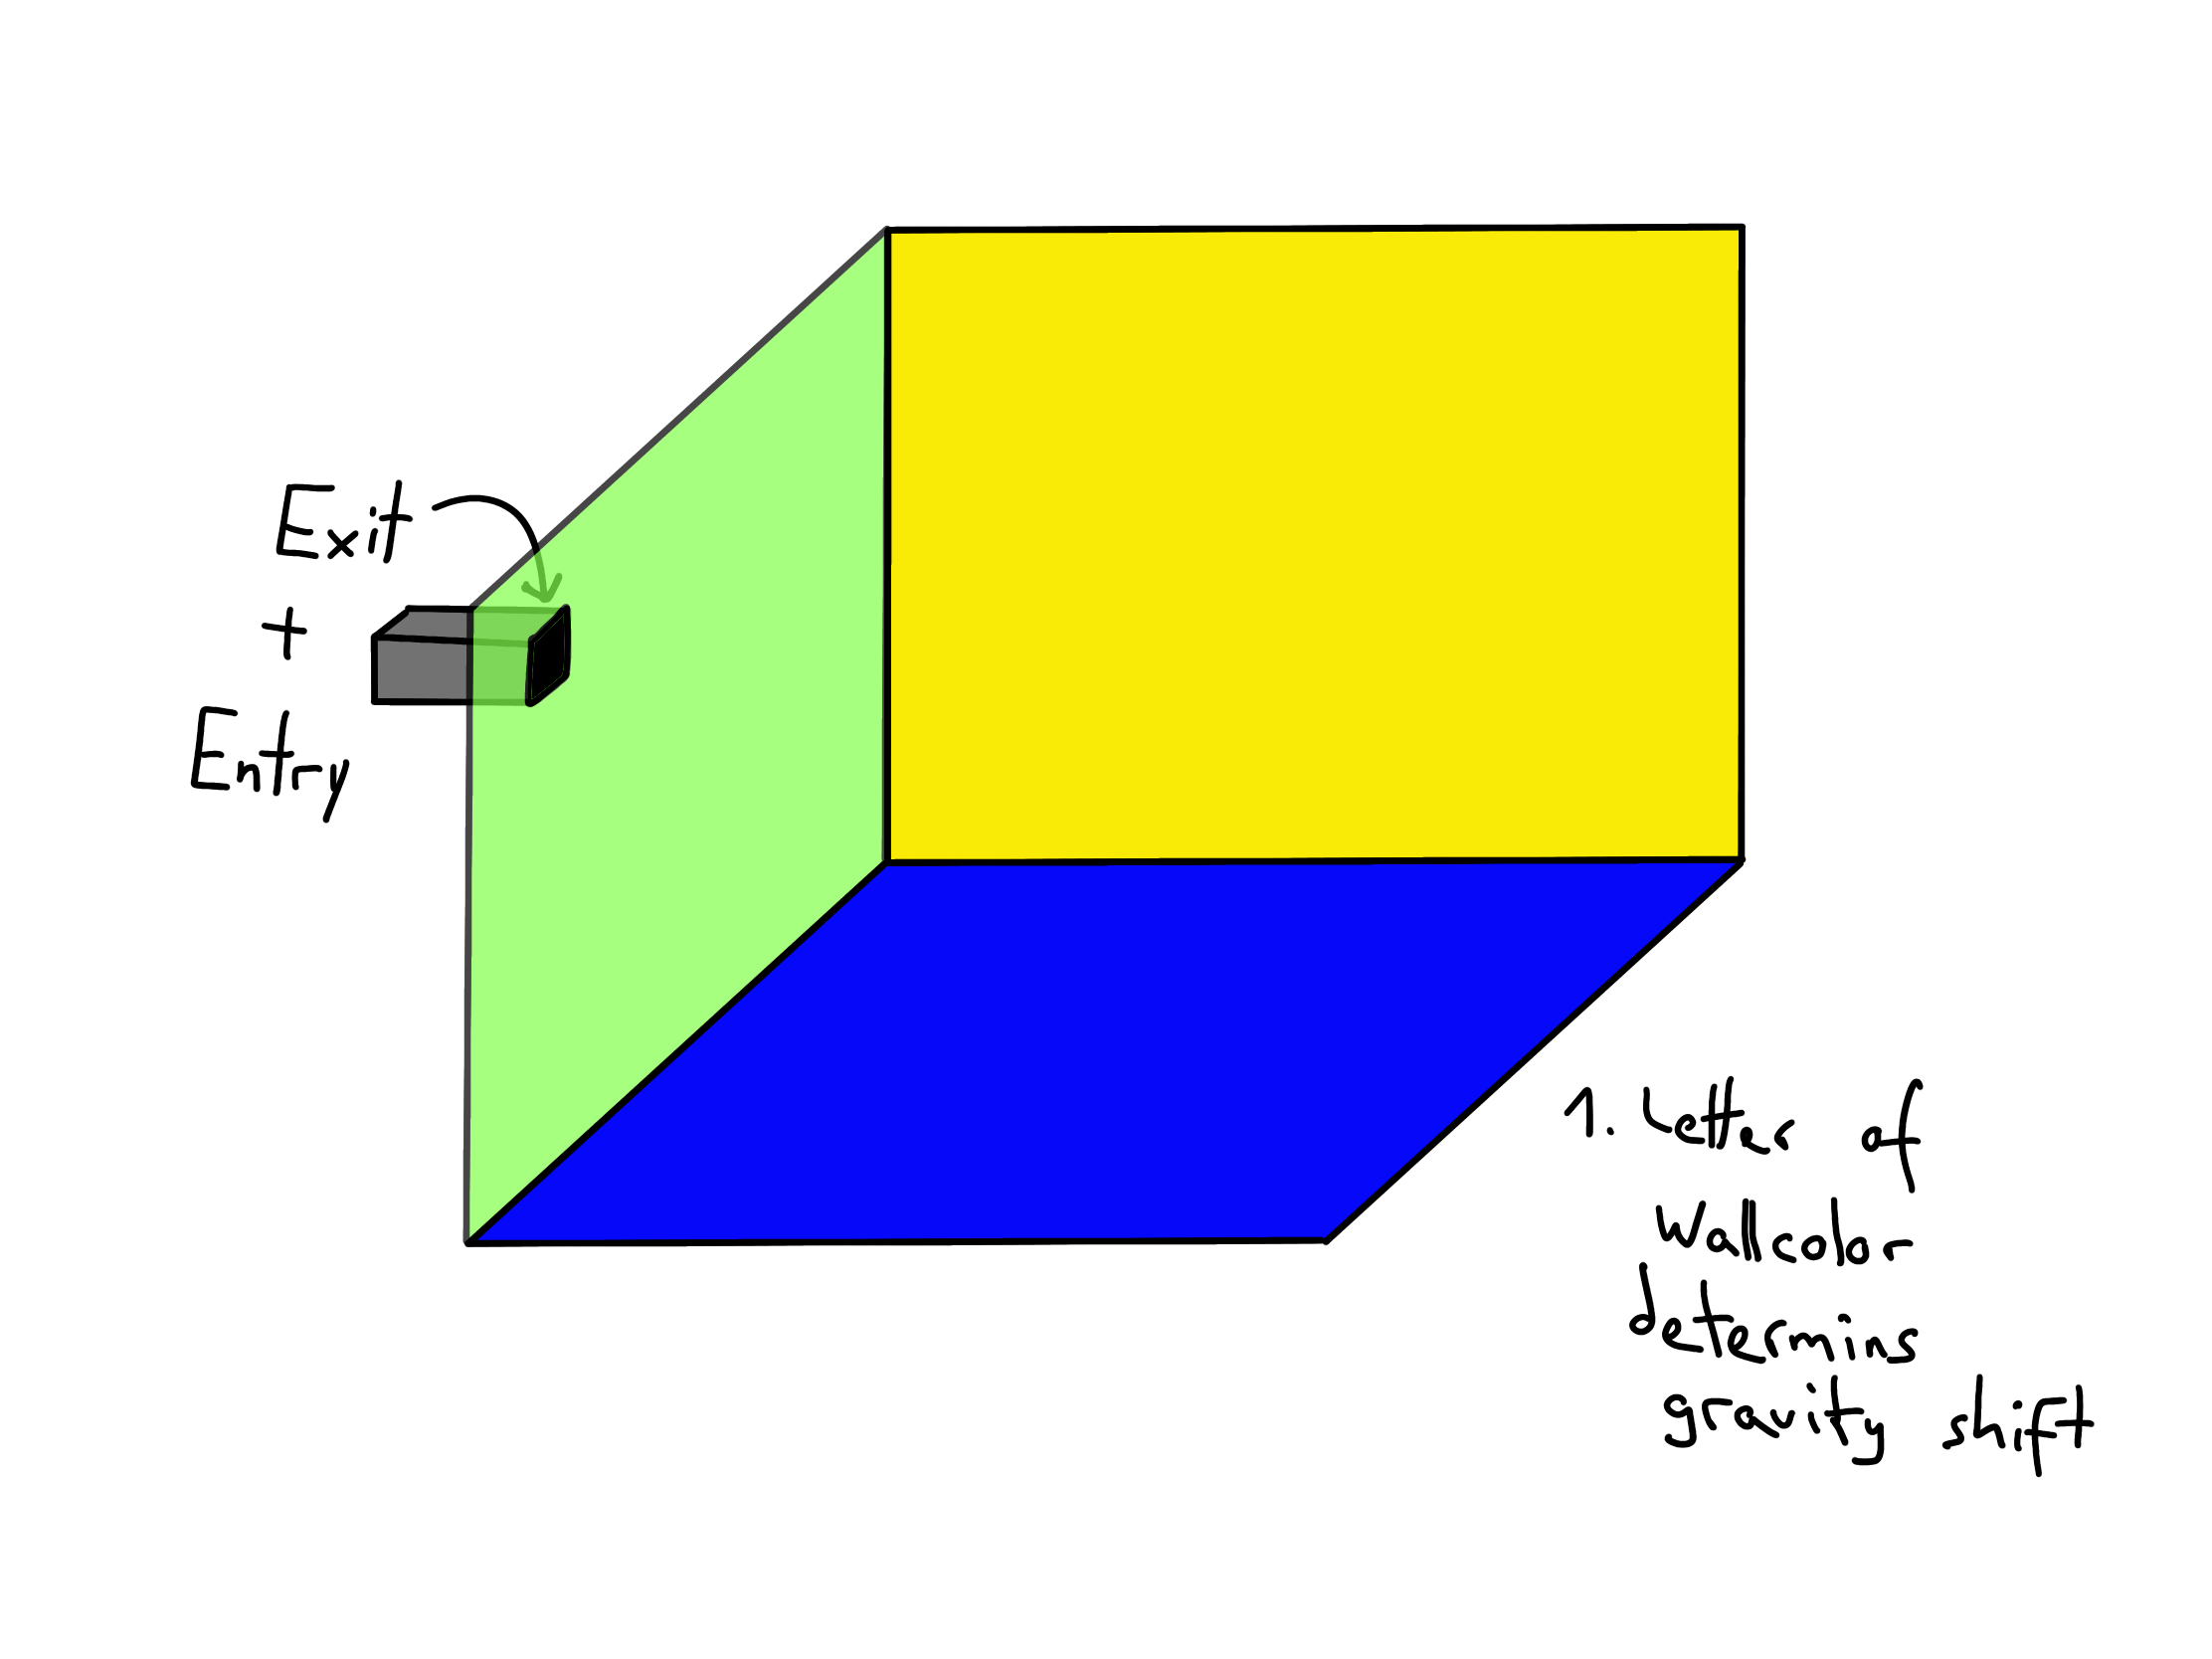 Exit
+
Entry
1. Letter of
Wallcolor
determins
gravity shift